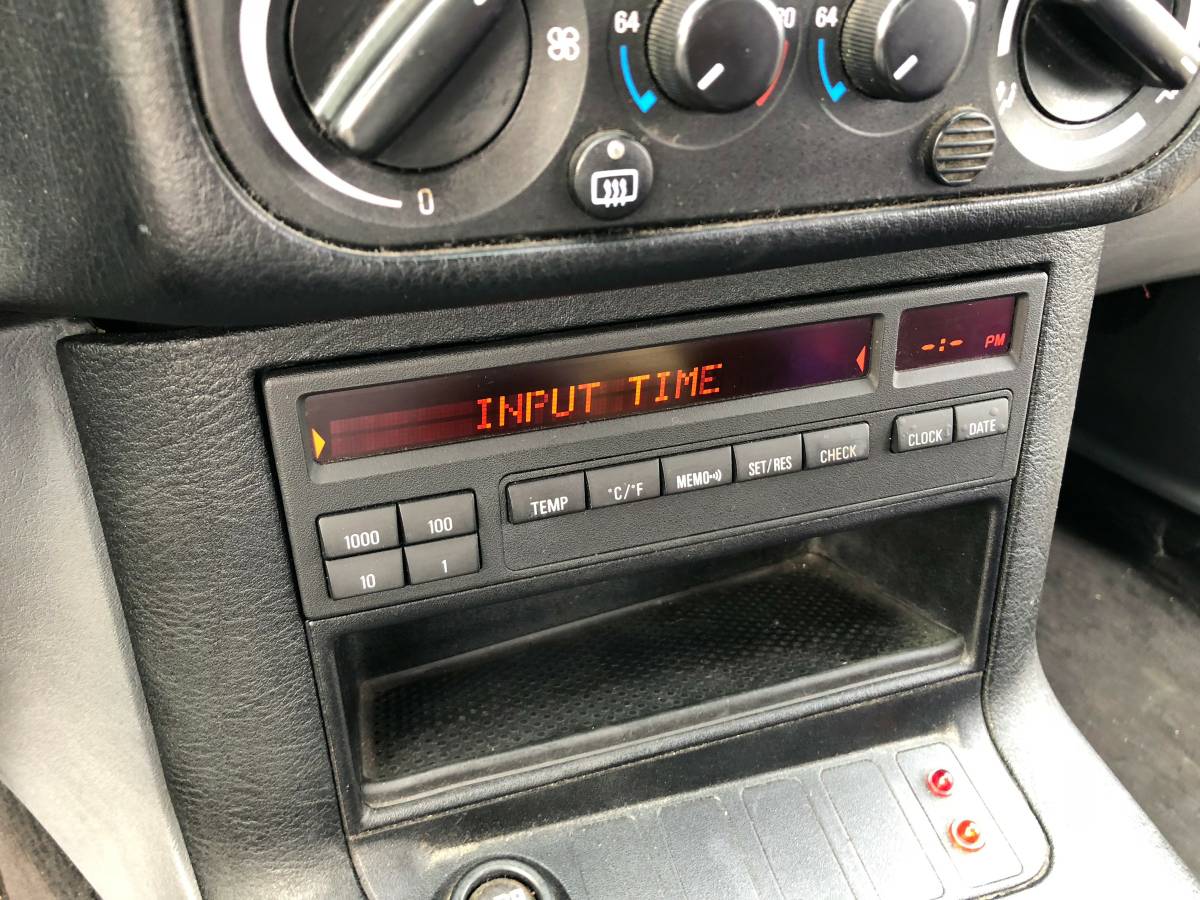 64
64
0
INPUT TIME
-:- PM
TEMP
°C/°F
MEMO
SET/RES
CHECK
CLOCK
DATE
1000
100
10
1